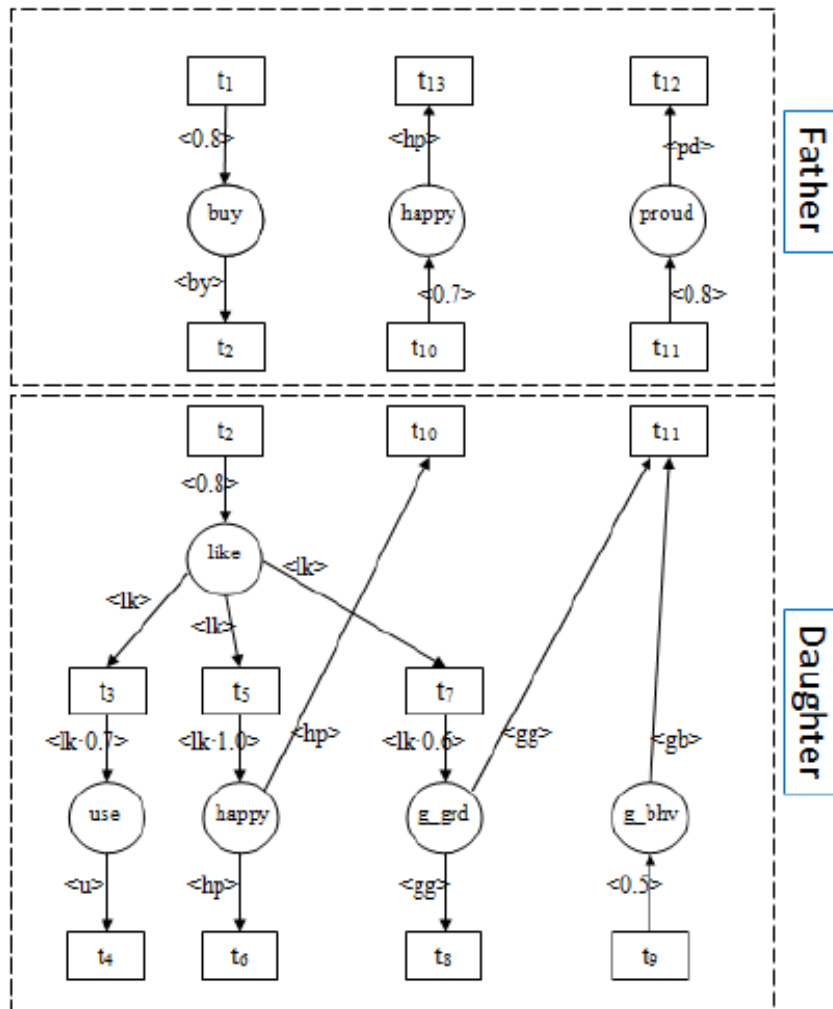 t₁ t₁₃ t₁₂
<0.8> <hp> <pd>
buy happy proud
<by> <0.7> <0.8>
t₂ t₁₀ t₁₁
Father
t₂ t₁₀ t₁₁
<0.8>
like
<lk> <lk> <lk>
t₃ t₅ t₇
<lk·0.7> <lk·1.0> <hp> <lk·0.6> <gg> <gb>
use happy g_grd g_bhv
<u> <hp> <gg> <0.5>
t₄ t₆ t₈ t₉
Daughter